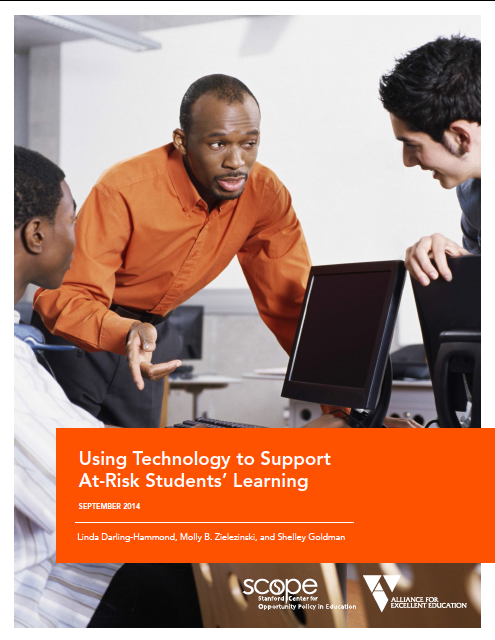 Using Technology to Support
At-Risk Students' Learning
SEPTEMBER 2014
Linda Darling-Hammond, Molly B. Zielezinski, and Shelley Goldman
scope
Stanford Center for
Opportunity Policy in Education
ALLIANCE FOR
EXCELLENT EDUCATION